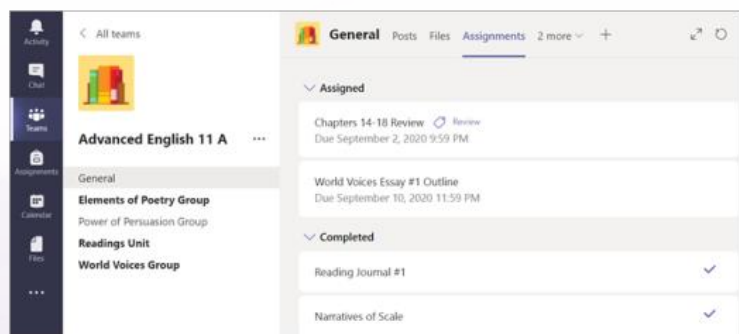 Activity
Chat
Teams
Assignments
Calendar
Files
All teams
Advanced English 11 A
General
Elements of Poetry Group
Power of Persuasion Group
Readings Unit
World Voices Group
General Posts Files Assignments 2 more
Assigned
Chapters 14-18 Review Review
Due September 2, 2020 9:59 PM
World Voices Essay #1 Outline
Due September 10, 2020 11:59 PM
Completed
Reading Journal #1
Narratives of Scale